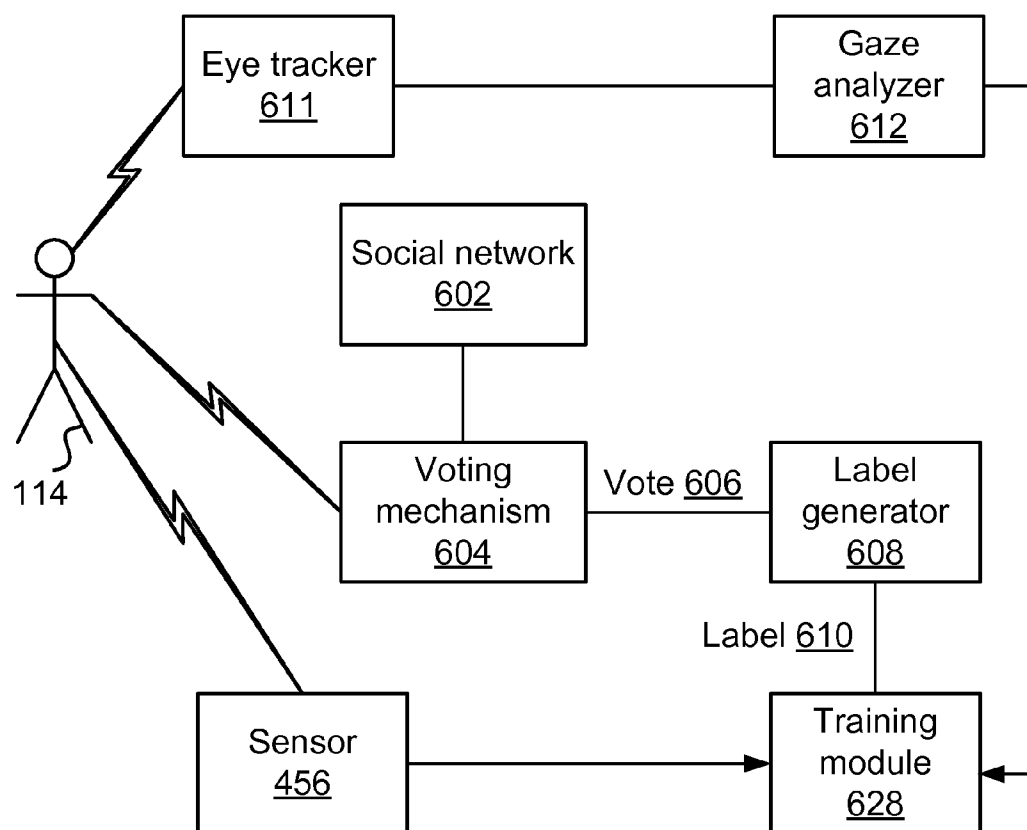 Eye tracker
611
Gaze
analyzer
612
Social network
602
114
Voting
mechanism
604
Vote 606
Label
generator
608
Label 610
Sensor
456
Training
module
628